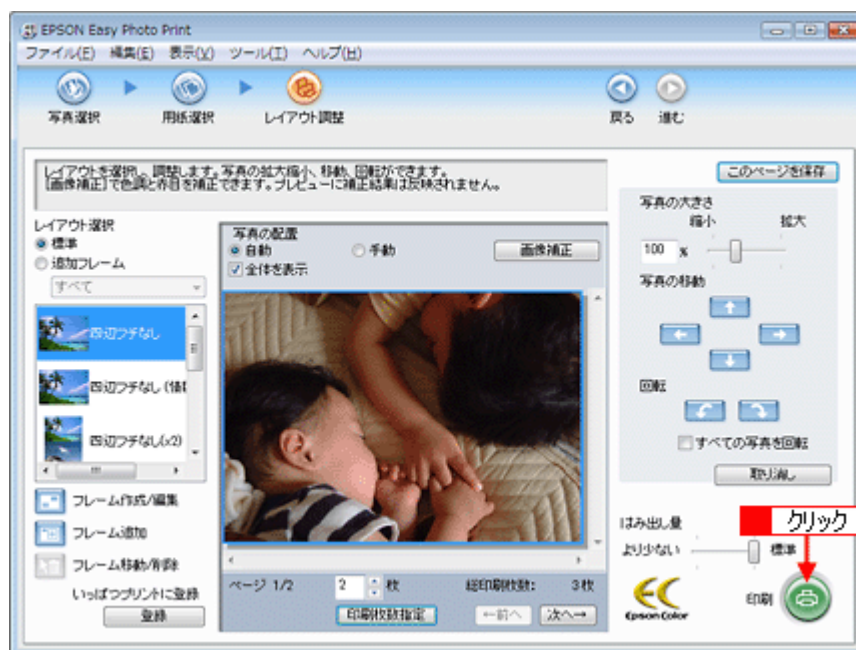 EPSON Easy Photo Print
ファイル(F) 編集(E) 表示(V) ツール(T) ヘルプ(H)
写真選択 用紙選択 レイアウト調整 戻る 進む
レイアウトを選択し、調整します。写真の拡大縮小、移動、回転ができます。
[画像補正]で色調と赤目を補正できます。プレビューに補正結果は反映されません。
このページを保存
レイアウト選択
標準
追加フレーム
すべて
四辺フチなし
四辺フチなし(x2)
フレーム作成/編集
フレーム追加
フレーム移動/削除
いっぱつプリントに登録
登録
写真の配置
自動 手動 画像補正
全体を表示
ページ 1/2 2 枚 総印刷枚数: 3枚
印刷枚数指定 ←前へ 次へ→
写真の大きさ
縮小 拡大
100 %
写真の移動
回転
すべての写真を回転
取り消し
はみ出し量
クリック
より少ない 標準
Epson Color
印刷